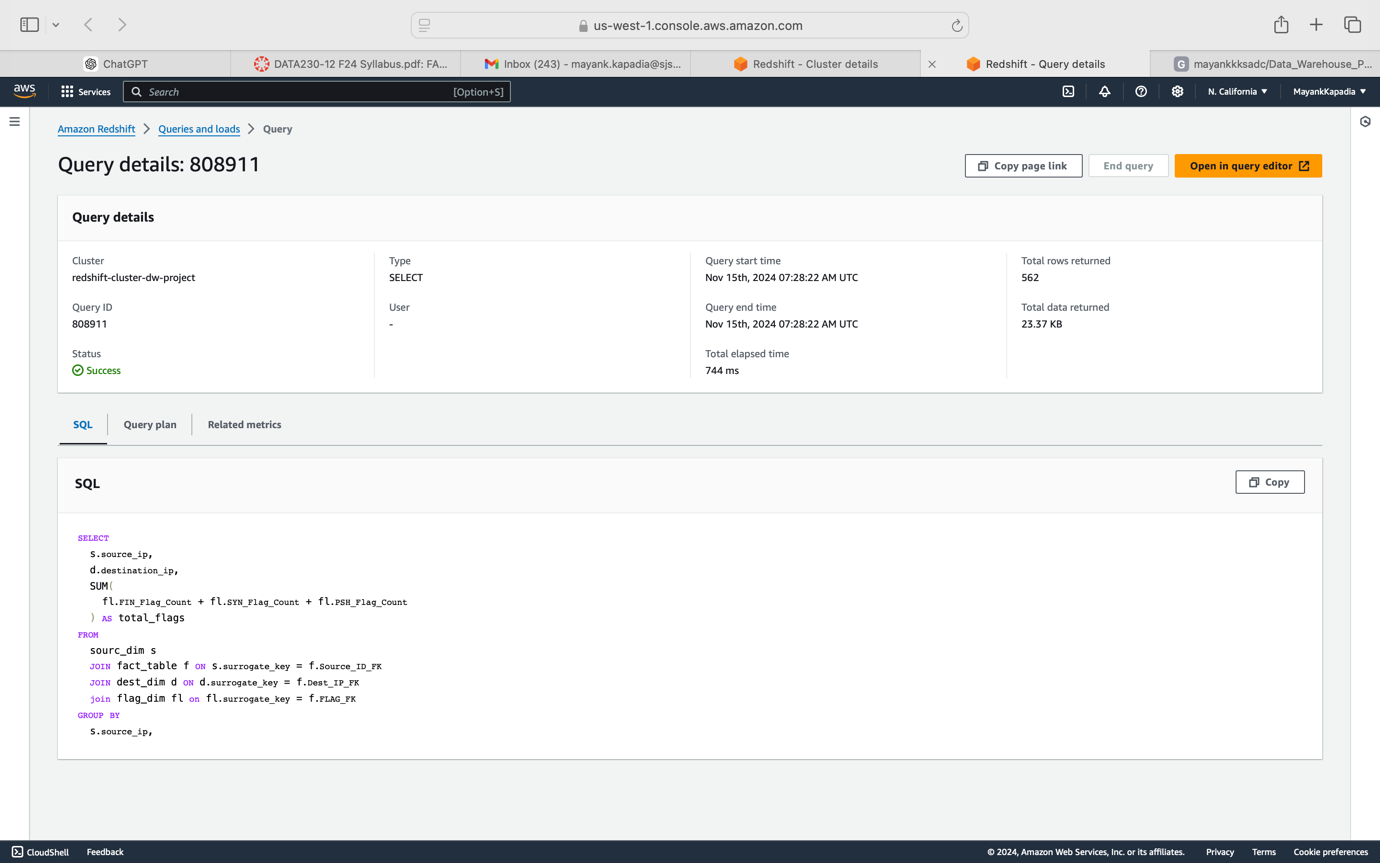 us-west-1.console.aws.amazon.com
ChatGPT
DATA230-12 F24 Syllabus.pdf: FA...
Inbox (243) - mayank.kapadia@sjs...
Redshift - Cluster details
Redshift - Query details
G mayankkksadc/Data_Warehouse_P...
aws Services Search [Option+S] N. California ▼ MayankKapadia ▼
Amazon Redshift > Queries and loads > Query
Query details: 808911
Copy page link End query Open in query editor
Query details
Cluster
redshift-cluster-dw-project
Query ID
808911
Status
Success
Type
SELECT
User
-
Query start time
Nov 15th, 2024 07:28:22 AM UTC
Query end time
Nov 15th, 2024 07:28:22 AM UTC
Total elapsed time
744 ms
Total rows returned
562
Total data returned
23.37 KB
SQL Query plan Related metrics
SQL Copy
SELECT
s.source_ip,
d.destination_ip,
SUM(
fl.FIN_Flag_Count + fl.SYN_Flag_Count + fl.PSH_Flag_Count
) AS total_flags
FROM
sourc_dim s
JOIN fact_table f ON s.surrogate_key = f.Source_ID_FK
JOIN dest_dim d ON d.surrogate_key = f.Dest_IP_FK
join flag_dim fl on fl.surrogate_key = f.FLAG_FK
GROUP BY
s.source_ip,
CloudShell Feedback © 2024, Amazon Web Services, Inc. or its affiliates. Privacy Terms Cookie preferences